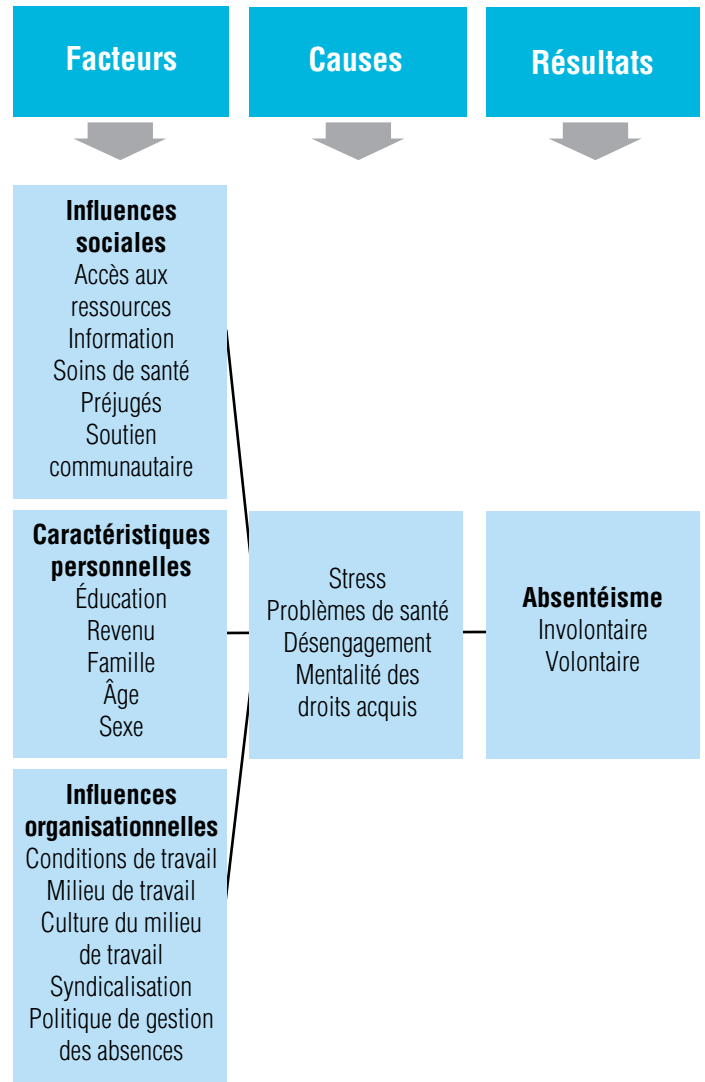 Facteurs
Causes
Résultats
Influences
sociales
Accès aux
ressources
Information
Soins de santé
Préjugés
Soutien
communautaire
Caractéristiques
personnelles
Éducation
Revenu
Famille
Âge
Sexe
Influences
organisationnelles
Conditions de travail
Milieu de travail
Culture du milieu
de travail
Syndicalisation
Politique de gestion
des absences
Stress
Problèmes de santé
Désengagement
Mentalité des
droits acquis
Absentéisme
Involontaire
Volontaire